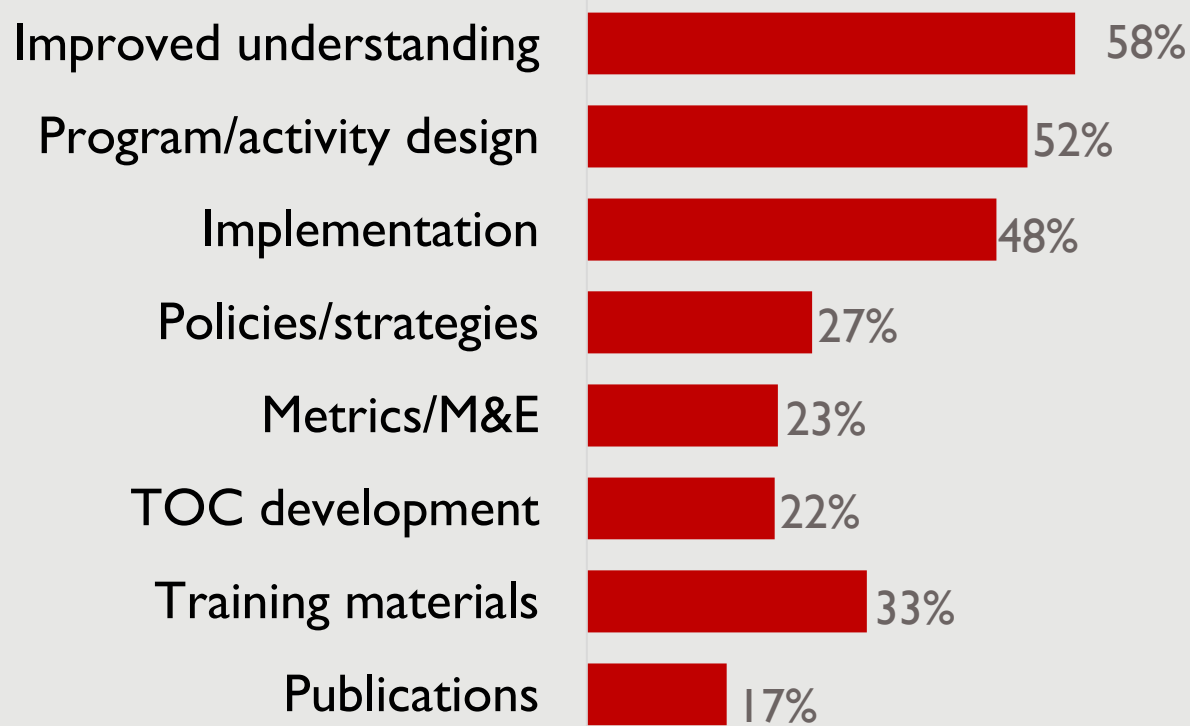 Improved understanding 58%
Program/activity design 52%
Implementation 48%
Policies/strategies 27%
Metrics/M&E 23%
TOC development 22%
Training materials 33%
Publications 17%